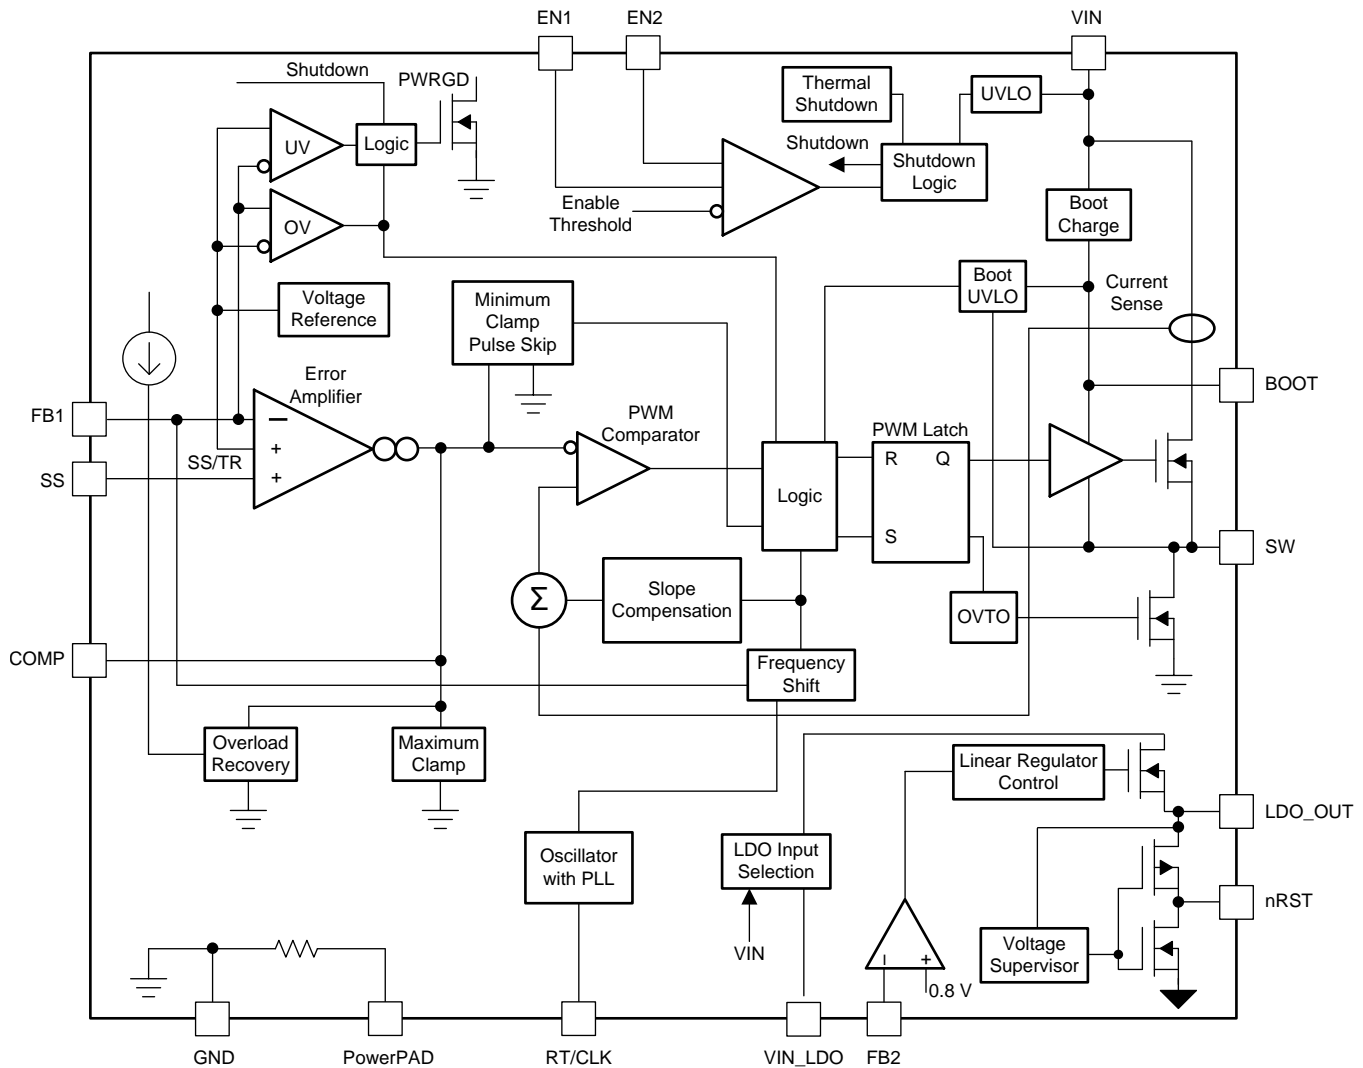 EN1
EN2
VIN
Shutdown
PWRGD
Thermal
Shutdown
UVLO
UV
Logic
Shutdown
Shutdown
Logic
Enable
Threshold
Boot
Charge
OV
Voltage
Reference
Minimum
Clamp
Pulse Skip
Boot
UVLO
Current
Sense
Error
Amplifier
BOOT
FB1
−
+
+
SS/TR
SS
PWM
Comparator
PWM Latch
R
Q
S
Logic
SW
Σ
Slope
Compensation
OVTO
COMP
Frequency
Shift
Overload
Recovery
Maximum
Clamp
Linear Regulator
Control
LDO_OUT
Oscillator
with PLL
LDO Input
Selection
VIN
nRST
Voltage
Supervisor
−
+
0.8 V
GND
PowerPAD
RT/CLK
VIN_LDO
FB2